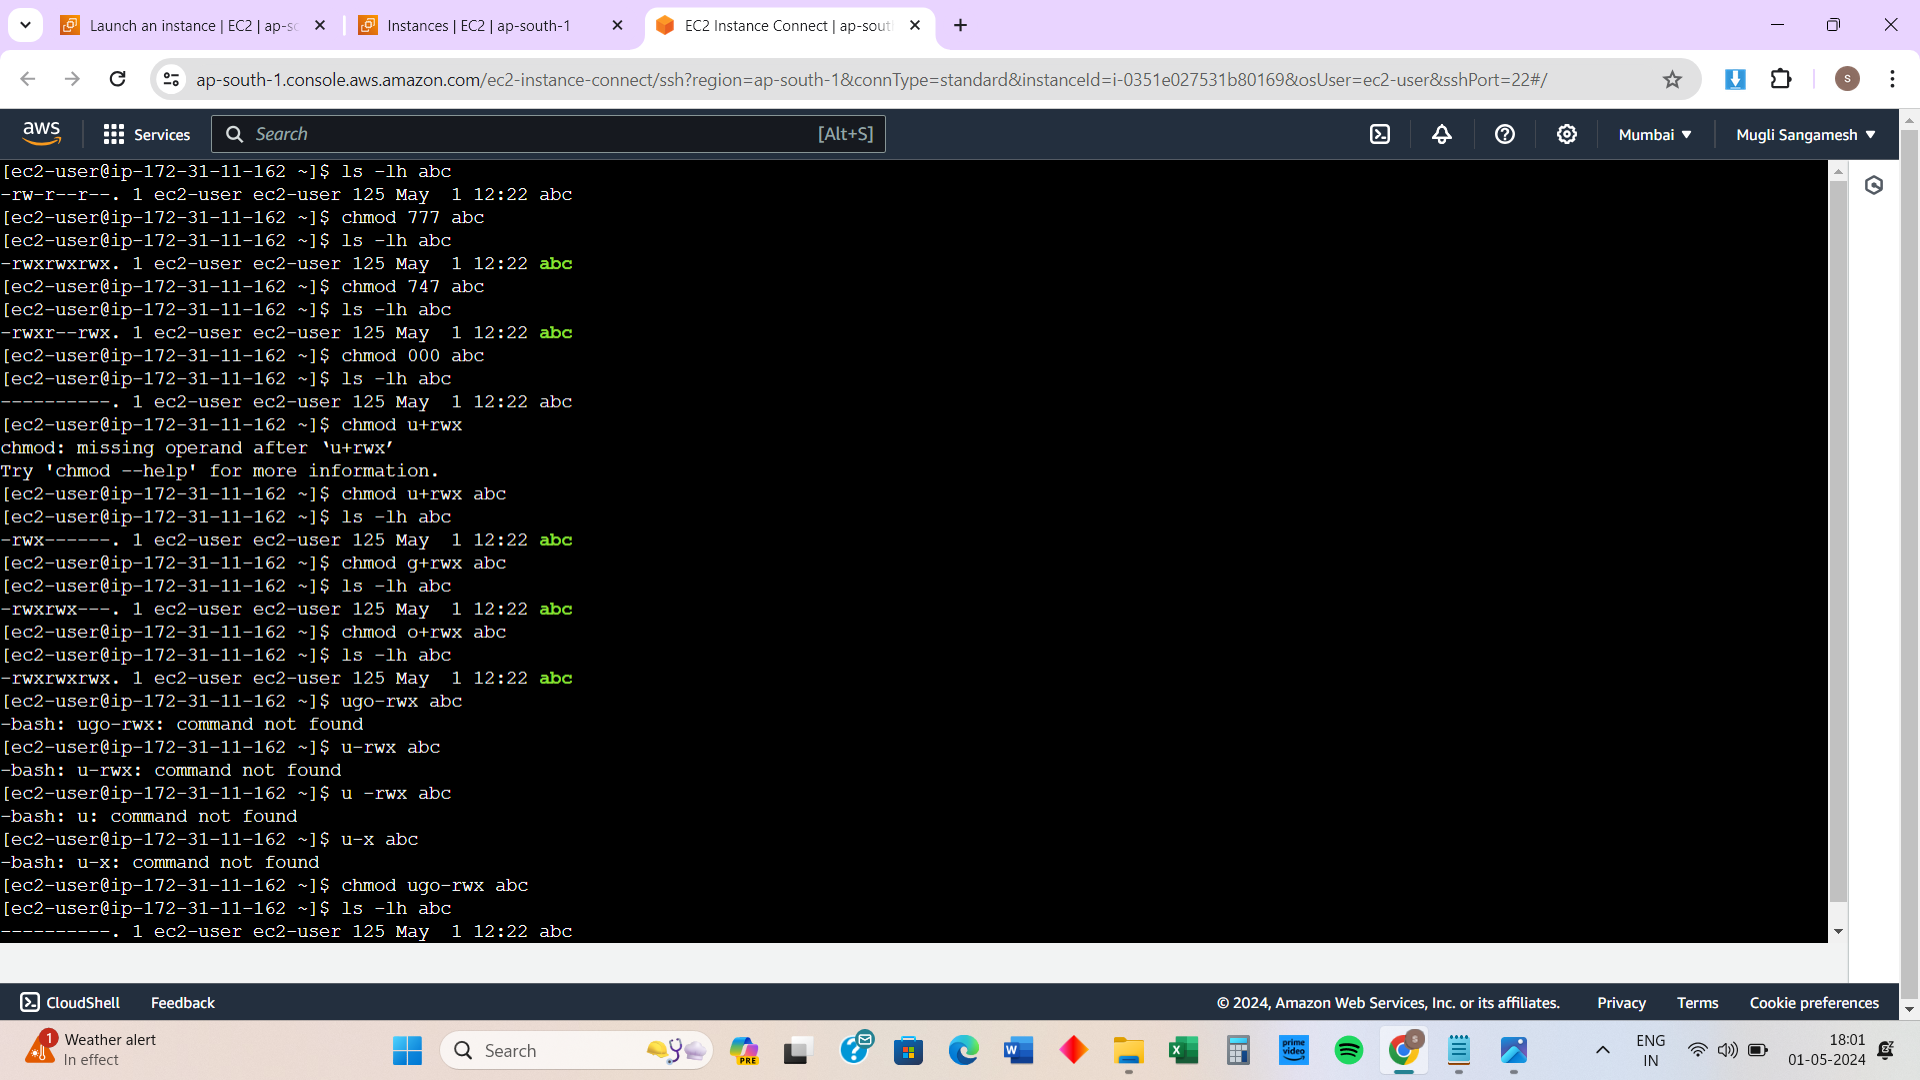 Launch an instance | EC2 | ap-so
Instances | EC2 | ap-south-1
EC2 Instance Connect | ap-sout
ap-south-1.console.aws.amazon.com/ec2-instance-connect/ssh?region=ap-south-1&connType=standard&instanceId=i-0351e027531b80169&osUser=ec2-user&sshPort=22#/
s
aws
Services
Search
[Alt+S]
Mumbai
Mugli Sangamesh
[ec2-user@ip-172-31-11-162 ~]$ ls -lh abc
-rw-r--r--. 1 ec2-user ec2-user 125 May  1 12:22 abc
[ec2-user@ip-172-31-11-162 ~]$ chmod 777 abc
[ec2-user@ip-172-31-11-162 ~]$ ls -lh abc
-rwxrwxrwx. 1 ec2-user ec2-user 125 May  1 12:22 abc
[ec2-user@ip-172-31-11-162 ~]$ chmod 747 abc
[ec2-user@ip-172-31-11-162 ~]$ ls -lh abc
-rwxr--rwx. 1 ec2-user ec2-user 125 May  1 12:22 abc
[ec2-user@ip-172-31-11-162 ~]$ chmod 000 abc
[ec2-user@ip-172-31-11-162 ~]$ ls -lh abc
----------. 1 ec2-user ec2-user 125 May  1 12:22 abc
[ec2-user@ip-172-31-11-162 ~]$ chmod u+rwx
chmod: missing operand after ‘u+rwx’
Try 'chmod --help' for more information.
[ec2-user@ip-172-31-11-162 ~]$ chmod u+rwx abc
[ec2-user@ip-172-31-11-162 ~]$ ls -lh abc
-rwx------. 1 ec2-user ec2-user 125 May  1 12:22 abc
[ec2-user@ip-172-31-11-162 ~]$ chmod g+rwx abc
[ec2-user@ip-172-31-11-162 ~]$ ls -lh abc
-rwxrwx---. 1 ec2-user ec2-user 125 May  1 12:22 abc
[ec2-user@ip-172-31-11-162 ~]$ chmod o+rwx abc
[ec2-user@ip-172-31-11-162 ~]$ ls -lh abc
-rwxrwxrwx. 1 ec2-user ec2-user 125 May  1 12:22 abc
[ec2-user@ip-172-31-11-162 ~]$ ugo-rwx abc
-bash: ugo-rwx: command not found
[ec2-user@ip-172-31-11-162 ~]$ u-rwx abc
-bash: u-rwx: command not found
[ec2-user@ip-172-31-11-162 ~]$ u -rwx abc
-bash: u: command not found
[ec2-user@ip-172-31-11-162 ~]$ u-x abc
-bash: u-x: command not found
[ec2-user@ip-172-31-11-162 ~]$ chmod ugo-rwx abc
[ec2-user@ip-172-31-11-162 ~]$ ls -lh abc
----------. 1 ec2-user ec2-user 125 May  1 12:22 abc
CloudShell
Feedback
© 2024, Amazon Web Services, Inc. or its affiliates.
Privacy
Terms
Cookie preferences
1
Weather alert
In effect
Search
PRE
prime video
ENG
IN
18:01
01-05-2024